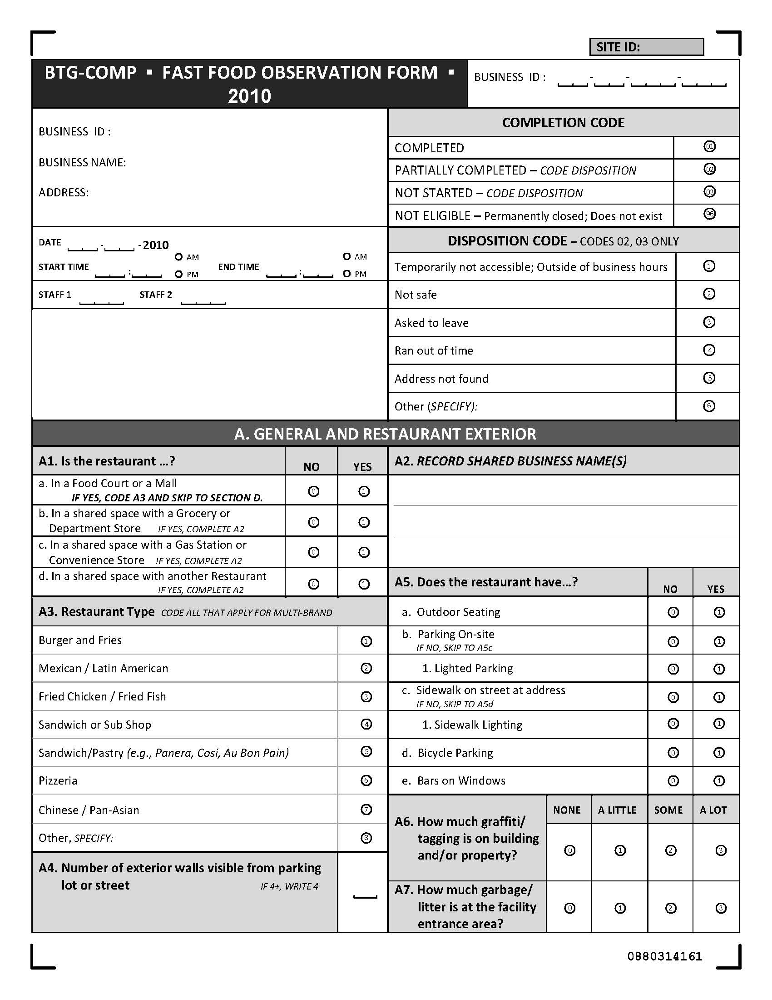 SITE ID:
BTG-COMP ▪ FAST FOOD OBSERVATION FORM ▪
2010
BUSINESS ID : - - -
BUSINESS ID :
BUSINESS NAME:
ADDRESS:
COMPLETION CODE
COMPLETED 01
PARTIALLY COMPLETED – CODE DISPOSITION 02
NOT STARTED – CODE DISPOSITION 03
NOT ELIGIBLE – Permanently closed; Does not exist 96
DATE - - 2010
START TIME : AM PM END TIME : AM PM
STAFF 1 STAFF 2
DISPOSITION CODE – CODES 02, 03 ONLY
Temporarily not accessible; Outside of business hours 1
Not safe 2
Asked to leave 3
Ran out of time 4
Address not found 5
Other (SPECIFY): 6
A. GENERAL AND RESTAURANT EXTERIOR
A1. Is the restaurant ...? NO YES
a. In a Food Court or a Mall
IF YES, CODE A3 AND SKIP TO SECTION D. 0 1
b. In a shared space with a Grocery or
Department Store IF YES, COMPLETE A2 0 1
c. In a shared space with a Gas Station or
Convenience Store IF YES, COMPLETE A2 0 1
d. In a shared space with another Restaurant
IF YES, COMPLETE A2 0 1
A2. RECORD SHARED BUSINESS NAME(S)
A3. Restaurant Type CODE ALL THAT APPLY FOR MULTI-BRAND
Burger and Fries 1
Mexican / Latin American 2
Fried Chicken / Fried Fish 3
Sandwich or Sub Shop 4
Sandwich/Pastry (e.g., Panera, Cosí, Au Bon Pain) 5
Pizzeria 6
Chinese / Pan-Asian 7
Other, SPECIFY: 8
A4. Number of exterior walls visible from parking
lot or street IF 4+, WRITE 4
A5. Does the restaurant have...? NO YES
a. Outdoor Seating 0 1
b. Parking On-site
IF NO, SKIP TO A5c 0 1
1. Lighted Parking 0 1
c. Sidewalk on street at address
IF NO, SKIP TO A5d 0 1
1. Sidewalk Lighting 0 1
d. Bicycle Parking 0 1
e. Bars on Windows 0 1
NONE A LITTLE SOME A LOT
A6. How much graffiti/
tagging is on building
and/or property? 0 1 2 3
A7. How much garbage/
litter is at the facility
entrance area? 0 1 2 3
0880314161